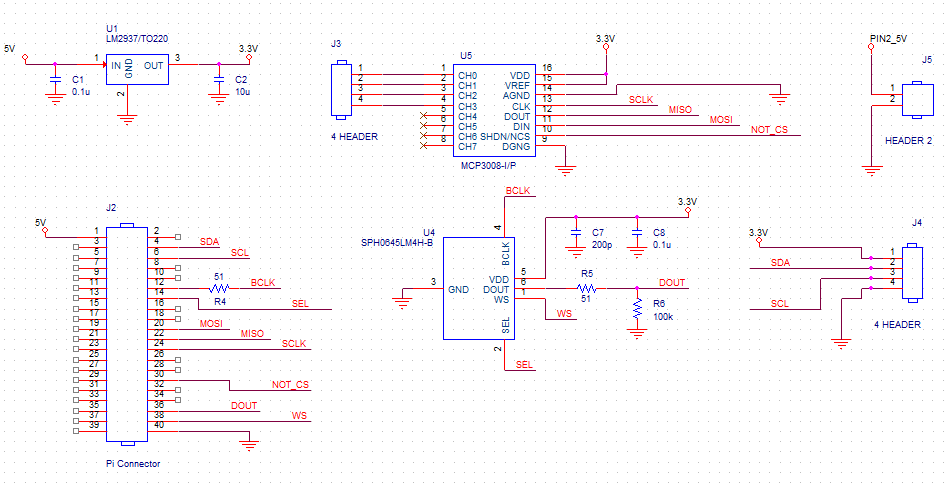 U1
LM2937/TO220
5V
3.3V
1
IN
GND
OUT
3
2
C1
0.1u
C2
10u
J3
1
2
3
4
4 HEADER
U5
3.3V
1 CH0 VDD 16
2 CH1 VREF 15
3 CH2 AGND 14
4 CH3 CLK 13 SCLK
5 CH4 DOUT 12 MISO
6 CH5 DIN 11 MOSI
7 CH6 SHDN/NCS 10 NOT_CS
8 CH7 DGNG 9
MCP3008-I/P
PIN2_5V
J5
1
2
HEADER 2
J2
5V
1 2
3 4 SDA
5 6 SCL
7 8
9 10
11 12 51 BCLK
R4
13 14 SEL
15 16
17 18
19 20 MOSI
21 22 MISO
23 24 SCLK
25 26
27 28
29 30
31 32 NOT_CS
33 34
35 36 DOUT
37 38 WS
39 40
Pi Connector
BCLK
U4
SPH0645LM4H-B
4
BCLK
3 GND
VDD 5
DOUT 6
WS 1
WS
SEL
2
SEL
3.3V
C7
200p
C8
0.1u
R5
51
DOUT
R6
100k
J4
3.3V
1
SDA 2
3
SCL 4
4 HEADER